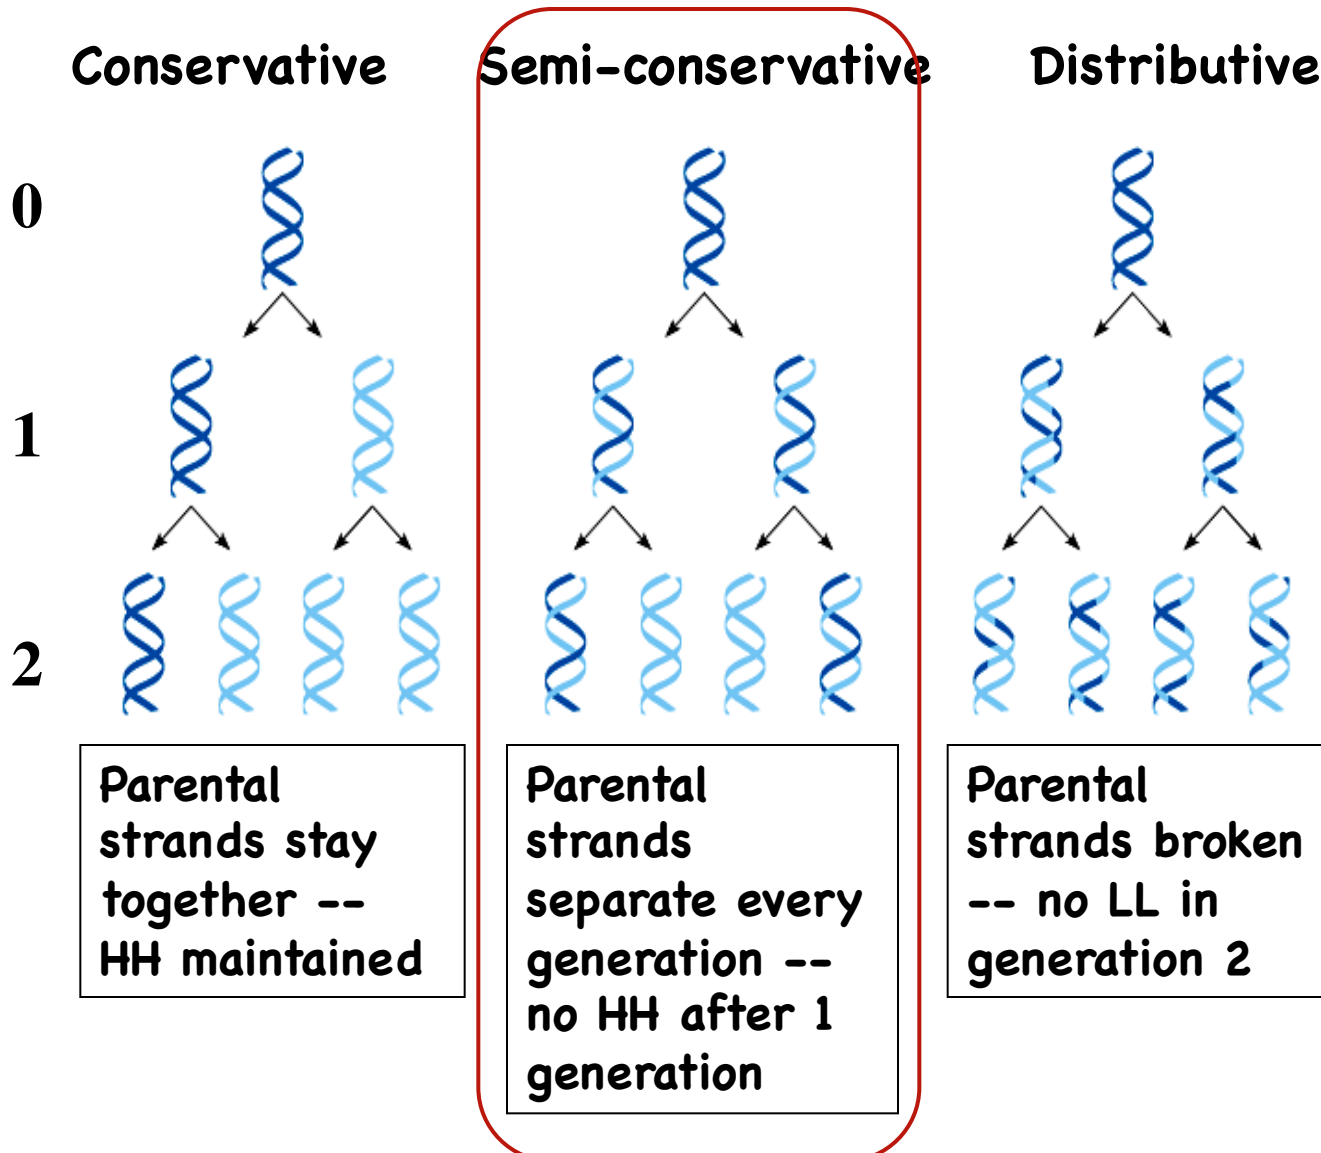 Conservative
Semi-conservative
Distributive
0
1
2
Parental
strands stay
together --
HH maintained
Parental
strands
separate every
generation --
no HH after 1
generation
Parental
strands broken
-- no LL in
generation 2